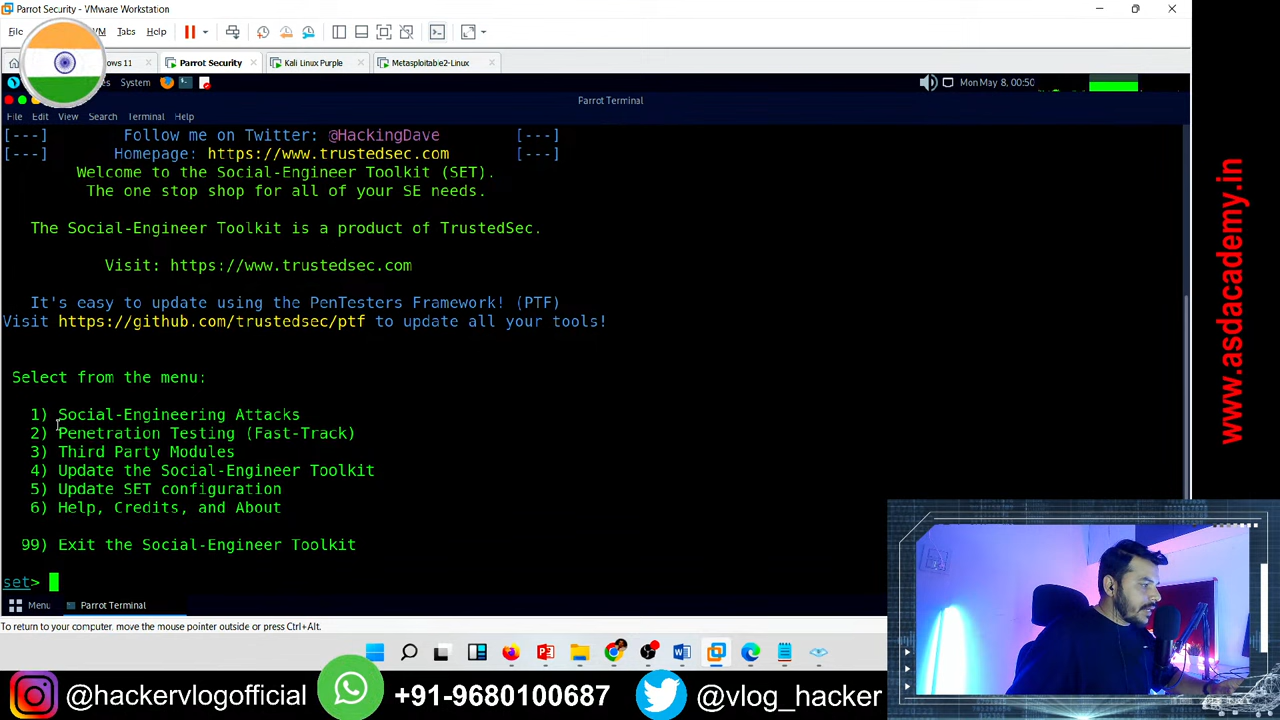 Parrot Security - VMware Workstation
File VM Tabs Help
ows 11 Parrot Security Kali Linux Purple Metasploitable2-Linux
System Mon May 8, 00:50
Parrot Terminal
File Edit View Search Terminal Help
[---] Follow me on Twitter: @HackingDave [---]
[---] Homepage: https://www.trustedsec.com [---]
Welcome to the Social-Engineer Toolkit (SET).
The one stop shop for all of your SE needs.
The Social-Engineer Toolkit is a product of TrustedSec.
Visit: https://www.trustedsec.com
It's easy to update using the PenTesters Framework! (PTF)
Visit https://github.com/trustedsec/ptf to update all your tools!
Select from the menu:
1) Social-Engineering Attacks
2) Penetration Testing (Fast-Track)
3) Third Party Modules
4) Update the Social-Engineer Toolkit
5) Update SET configuration
6) Help, Credits, and About
99) Exit the Social-Engineer Toolkit
set>
Menu Parrot Terminal
To return to your computer, move the mouse pointer outside or press Ctrl+Alt.
@hackervlogofficial +91-9680100687 @vlog_hacker
www.asdacademy.in